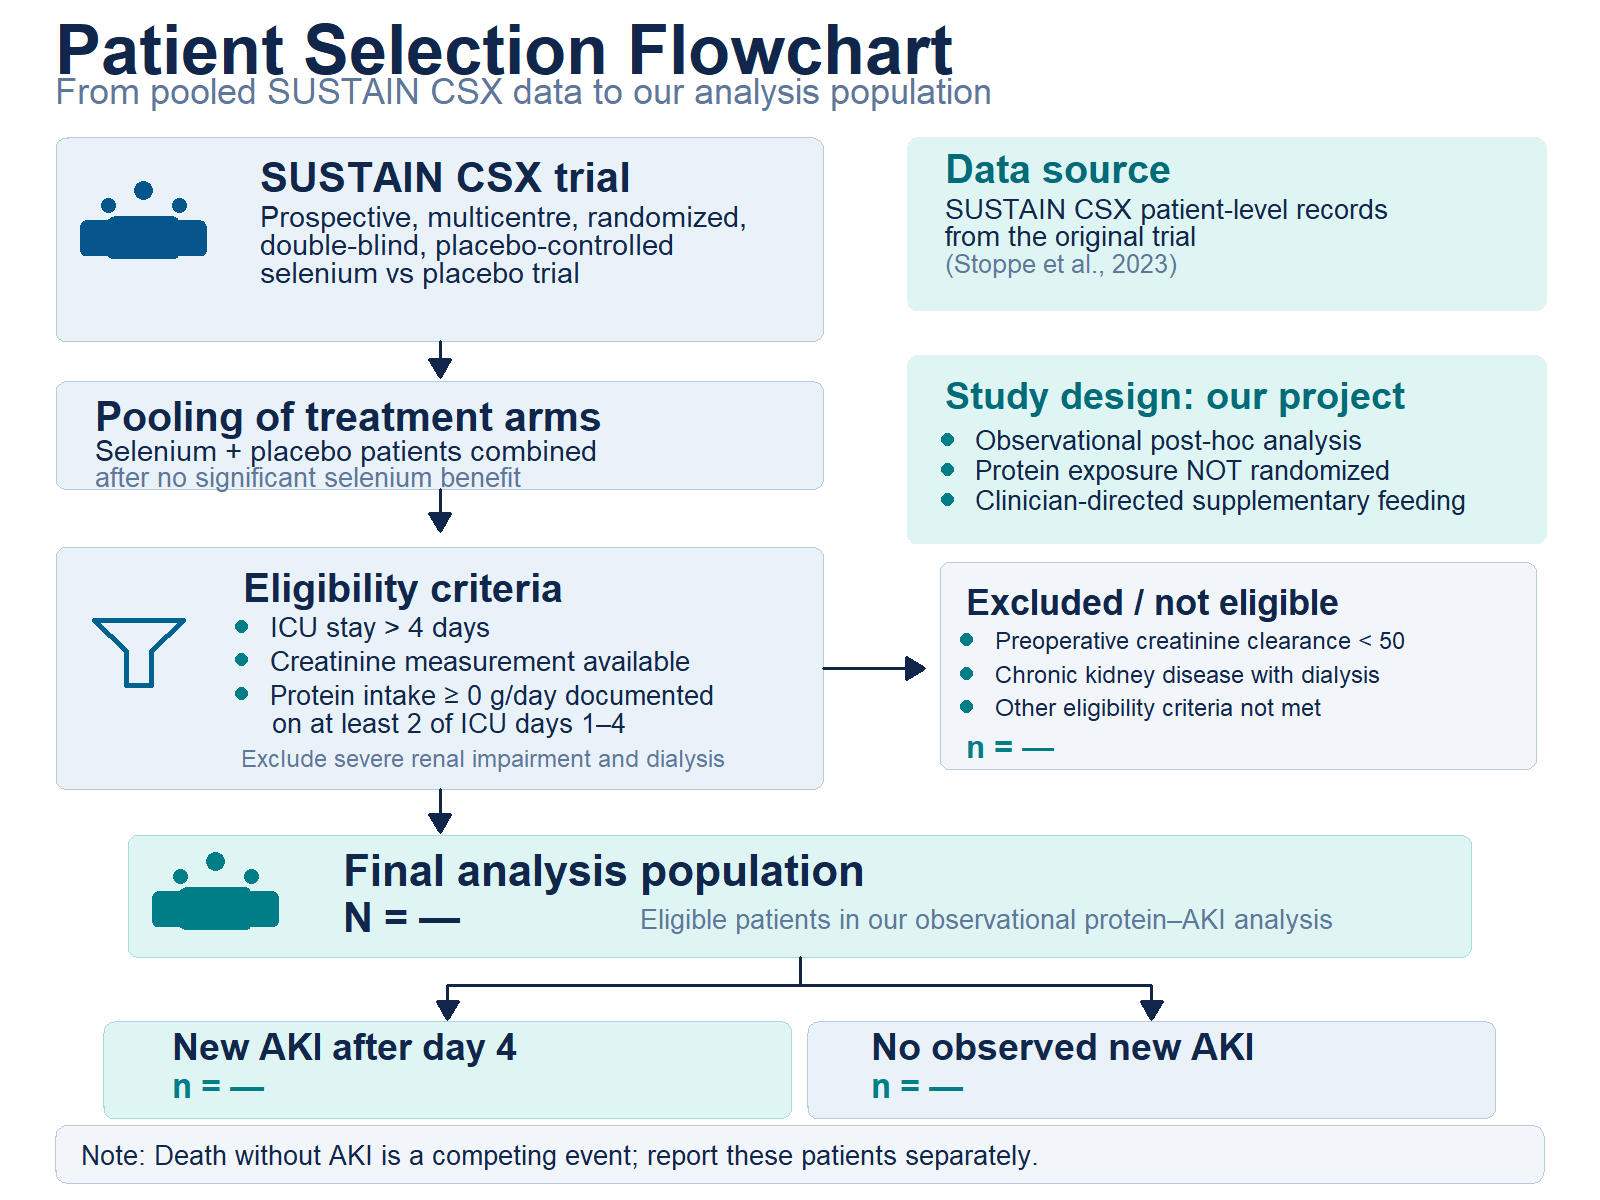 Patient Selection Flowchart
From pooled SUSTAIN CSX data to our analysis population
SUSTAIN CSX trial
Prospective, multicentre, randomized,
double-blind, placebo-controlled
selenium vs placebo trial
Data source
SUSTAIN CSX patient-level records
from the original trial
(Stoppe et al., 2023)
Pooling of treatment arms
Selenium + placebo patients combined
after no significant selenium benefit
Study design: our project
Observational post-hoc analysis
Protein exposure NOT randomized
Clinician-directed supplementary feeding
Eligibility criteria
ICU stay > 4 days
Creatinine measurement available
Protein intake ≥ 0 g/day documented
on at least 2 of ICU days 1–4
Exclude severe renal impairment and dialysis
Excluded / not eligible
Preoperative creatinine clearance < 50
Chronic kidney disease with dialysis
Other eligibility criteria not met
n = —
Final analysis population
N = —
Eligible patients in our observational protein–AKI analysis
New AKI after day 4
n = —
No observed new AKI
n = —
Note: Death without AKI is a competing event; report these patients separately.